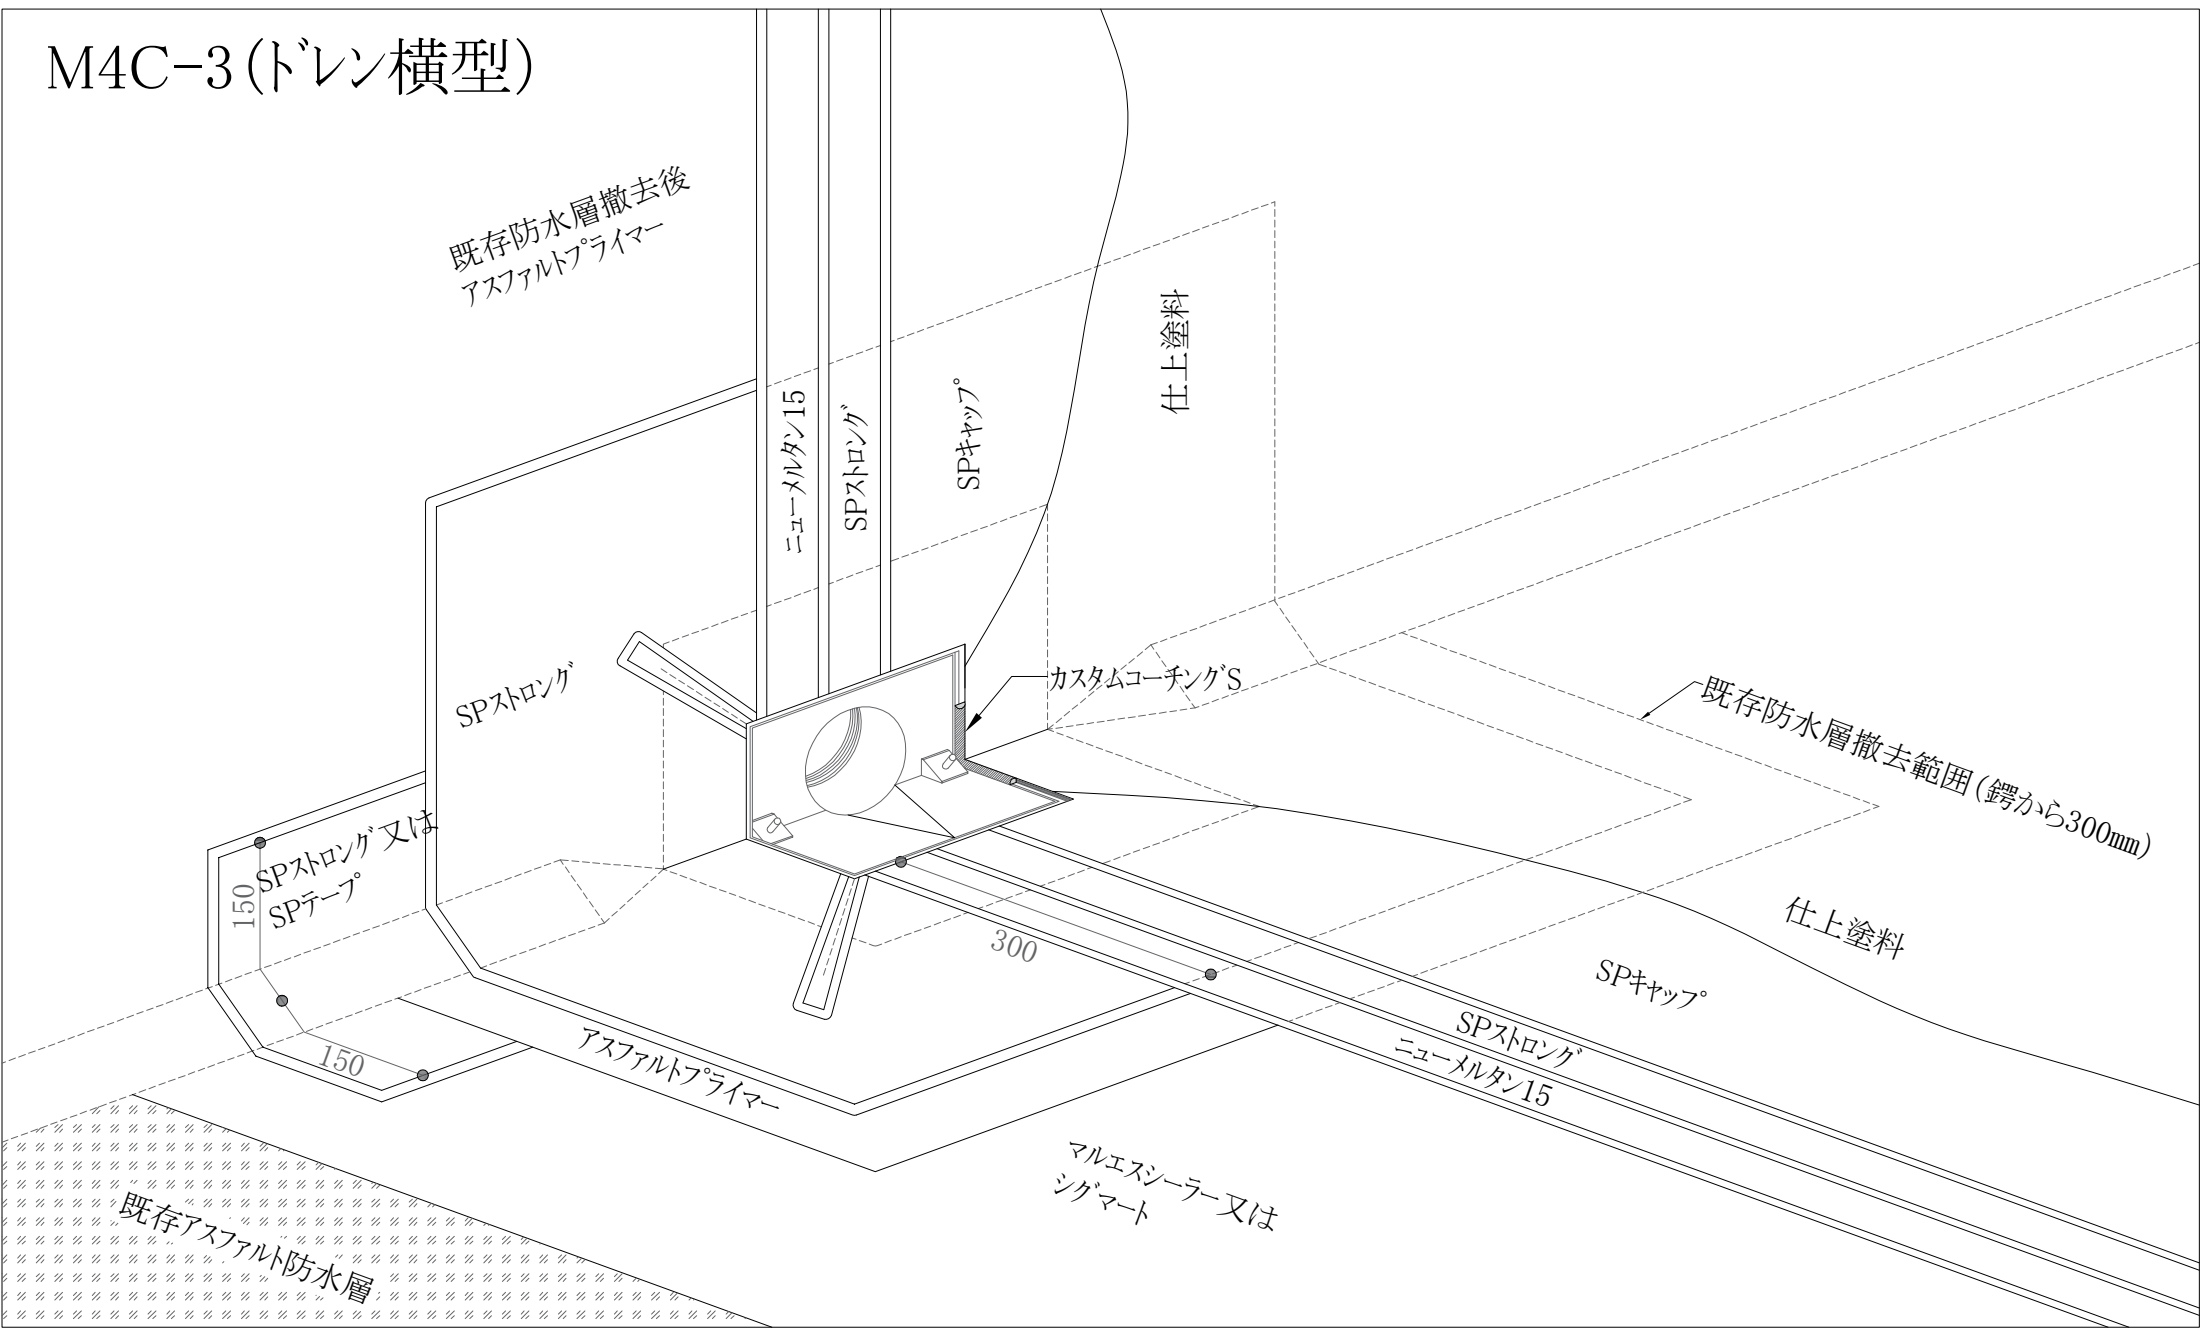 M4C-3(ドレン横型)
既存防水層撤去後
アスファルトプライマー
仕上塗料
ニューメルタン15
SPストロング
SPキャップ
SPストロング
カスタムコーチングS
既存防水層撤去範囲(鍔から300mm)
SPストロング又は
SPテープ
150
150
300
仕上塗料
SPキャップ
SPストロング
ニューメルタン15
アスファルトプライマー
マルエスシーラー又は
シグマート
既存アスファルト防水層